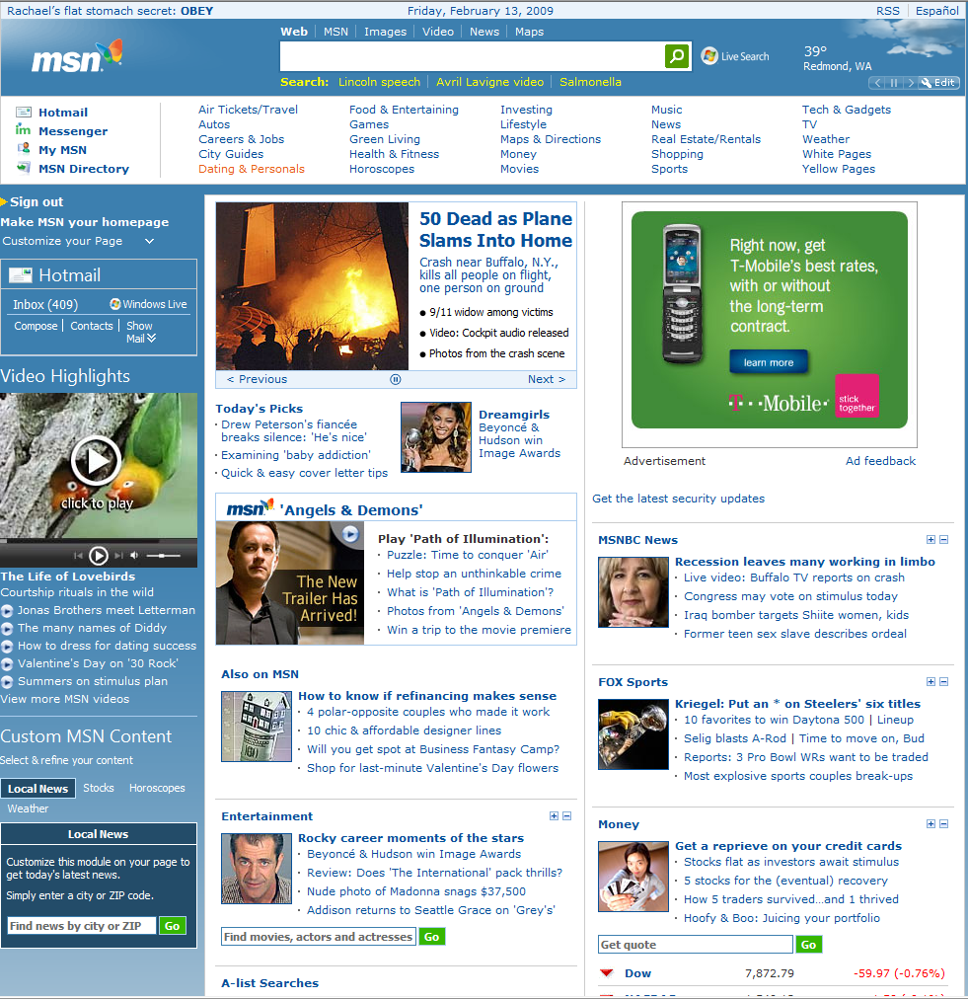 Rachael's flat stomach secret: OBEY
Friday, February 13, 2009
RSS
Español
msn
Web
MSN
Images
Video
News
Maps
Live Search
39°
Redmond, WA
Edit
Search:
Lincoln speech
Avril Lavigne video
Salmonella
Hotmail
Messenger
My MSN
MSN Directory
Air Tickets/Travel
Autos
Careers & Jobs
City Guides
Dating & Personals
Food & Entertaining
Games
Green Living
Health & Fitness
Horoscopes
Investing
Lifestyle
Maps & Directions
Money
Movies
Music
News
Real Estate/Rentals
Shopping
Sports
Tech & Gadgets
TV
Weather
White Pages
Yellow Pages
Sign out
Make MSN your homepage
Customize your Page
Hotmail
Inbox (409)
Windows Live
Compose
Contacts
Show
Mail
Video Highlights
click to play
The Life of Lovebirds
Courtship rituals in the wild
Jonas Brothers meet Letterman
The many names of Diddy
How to dress for dating success
Valentine's Day on '30 Rock'
Summers on stimulus plan
View more MSN videos
Custom MSN Content
Select & refine your content
Local News
Stocks
Horoscopes
Weather
Local News
Customize this module on your page to
get today's latest news.
Simply enter a city or ZIP code.
Find news by city or ZIP
Go
50 Dead as Plane
Slams Into Home
Crash near Buffalo, N.Y.,
kills all people on flight,
one person on ground
• 9/11 widow among victims
• Video: Cockpit audio released
• Photos from the crash scene
< Previous
Next >
Today's Picks
· Drew Peterson's fiancée
breaks silence: 'He's nice'
· Examining 'baby addiction'
· Quick & easy cover letter tips
Dreamgirls
Beyoncé &
Hudson win
Image Awards
msn 'Angels & Demons'
The New
Trailer Has
Arrived!
Play 'Path of Illumination':
· Puzzle: Time to conquer 'Air'
· Help stop an unthinkable crime
· What is 'Path of Illumination'?
· Photos from 'Angels & Demons'
· Win a trip to the movie premiere
Also on MSN
How to know if refinancing makes sense
· 4 polar-opposite couples who made it work
· 10 chic & affordable designer lines
· Will you get spot at Business Fantasy Camp?
· Shop for last-minute Valentine's Day flowers
Entertainment
Rocky career moments of the stars
· Beyoncé & Hudson win Image Awards
· Review: Does 'The International' pack thrills?
· Nude photo of Madonna snags $37,500
· Addison returns to Seattle Grace on 'Grey's'
Find movies, actors and actresses
Go
A-list Searches
Right now, get
T-Mobile's best rates,
with or without
the long-term
contract.
learn more
T··Mobile·
stick
together
Advertisement
Ad feedback
Get the latest security updates
MSNBC News
Recession leaves many working in limbo
· Live video: Buffalo TV reports on crash
· Congress may vote on stimulus today
· Iraq bomber targets Shiite women, kids
· Former teen sex slave describes ordeal
FOX Sports
Kriegel: Put an * on Steelers' six titles
· 10 favorites to win Daytona 500 | Lineup
· Selig blasts A-Rod | Time to move on, Bud
· Reports: 3 Pro Bowl WRs want to be traded
· Most explosive sports couples break-ups
Money
Get a reprieve on your credit cards
· Stocks flat as investors await stimulus
· 5 stocks for the (eventual) recovery
· How 5 traders survived...and 1 thrived
· Hoofy & Boo: Juicing your portfolio
Get quote
Go
Dow
7,872.79
-59.97 (-0.76%)